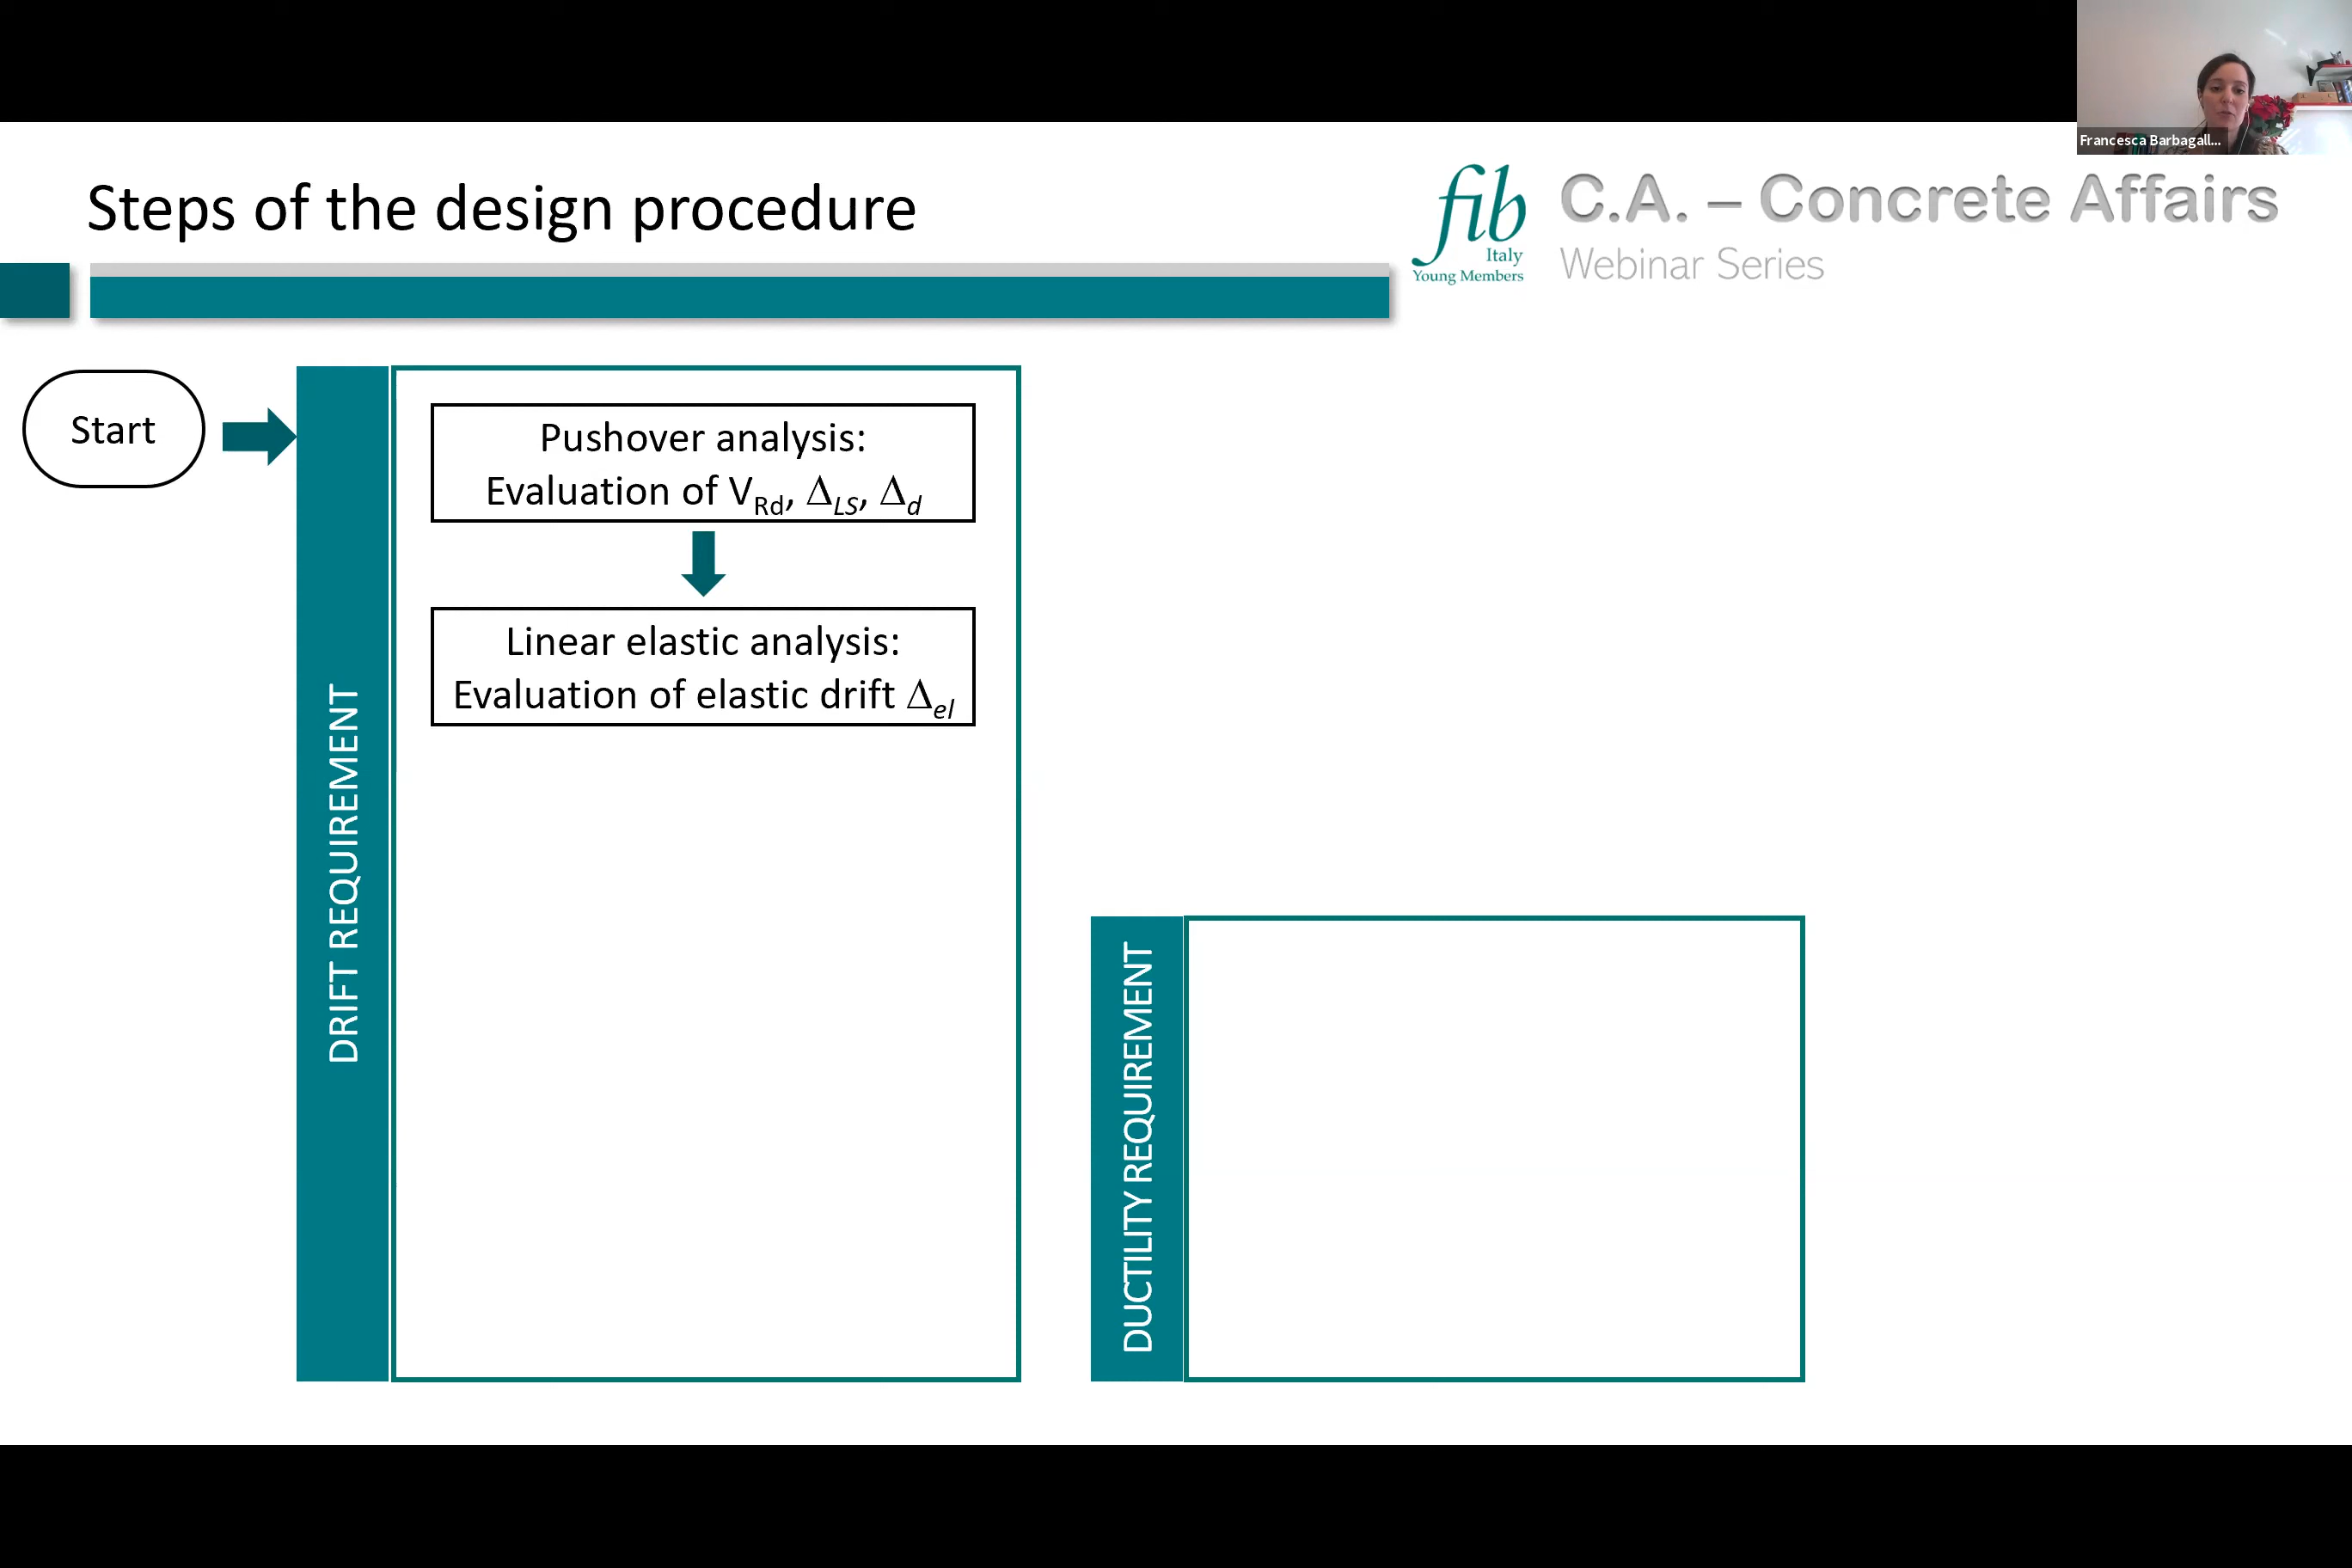 Francesca Barbagall...
Steps of the design procedure
fib
Italy
Young Members
C.A. – Concrete Affairs
Webinar Series
Start
DRIFT REQUIREMENT
Pushover analysis:
Evaluation of V_Rd, Δ_LS, Δ_d
Linear elastic analysis:
Evaluation of elastic drift Δ_el
DUCTILITY REQUIREMENT